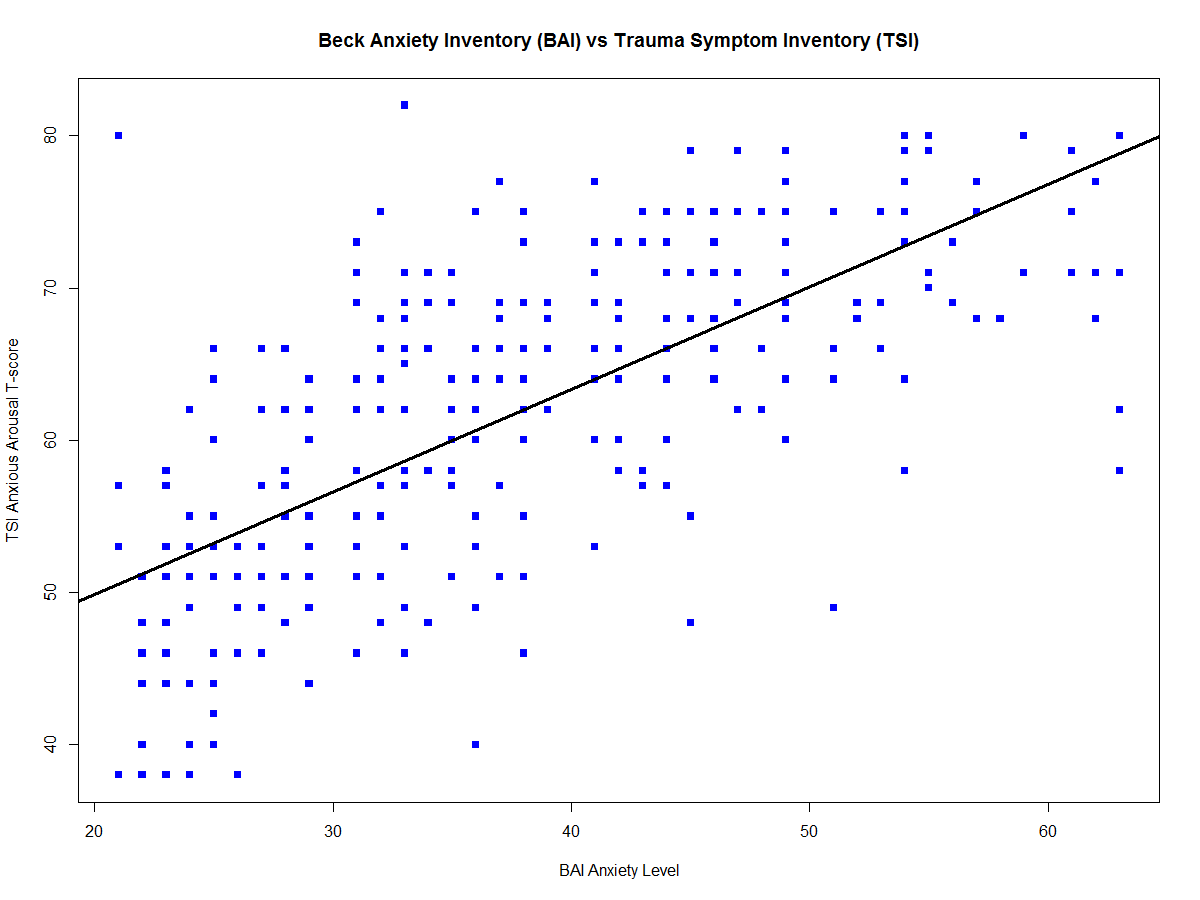 Beck Anxiety Inventory (BAI) vs Trauma Symptom Inventory (TSI)
80
70
60
50
40
TSI Anxious Arousal T-score
20 30 40 50 60
BAI Anxiety Level